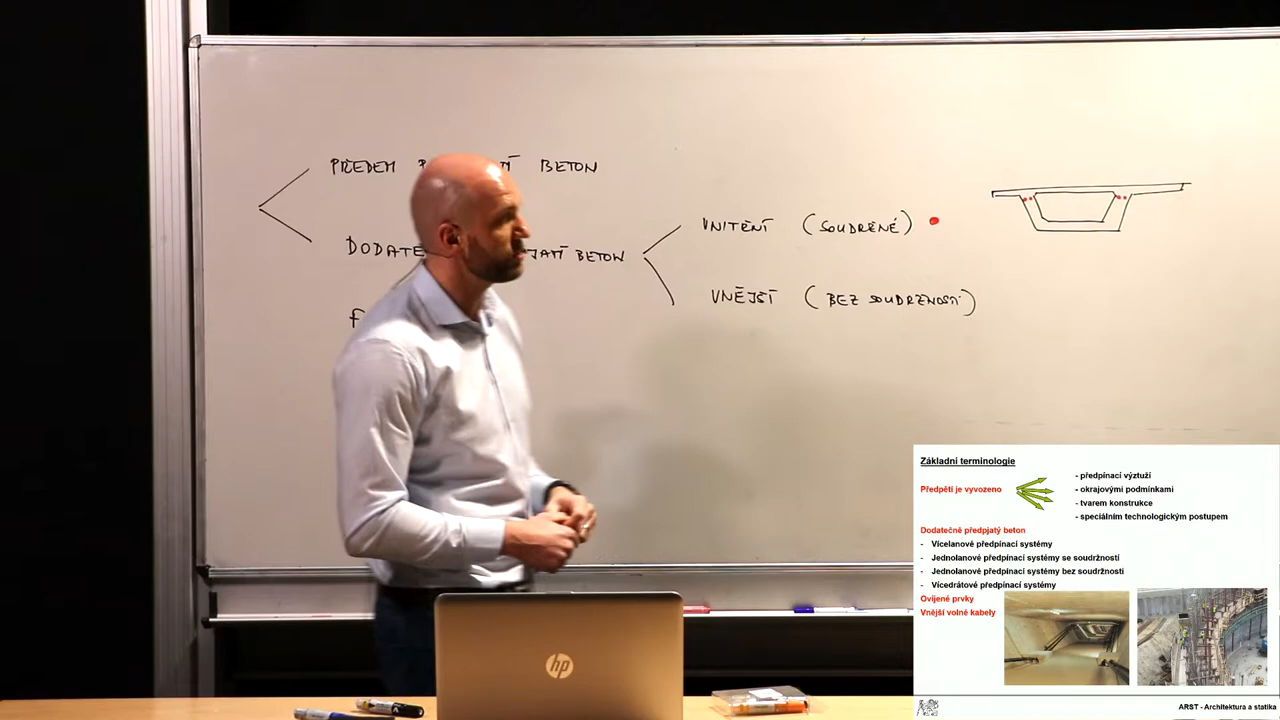 PŘEDEM BETON
DODATE JATÝ BETON
VNITŘNÍ (SOUDRŽNÉ)
VNĚJŠÍ (BEZ SOUDRŽNOSTI)
f
hp
Základní terminologie
Předpětí je vyvozeno
- předpínací výztuží
- okrajovými podmínkami
- tvarem konstrukce
- speciálním technologickým postupem
Dodatečně předpjatý beton
- Vícelanové předpínací systémy
- Jednolanové předpínací systémy se soudržností
- Jednolanové předpínací systémy bez soudržnosti
- Vícedrátové předpínací systémy
Ovíjené prvky
Vnější volné kabely
ARST - Architektura a statika